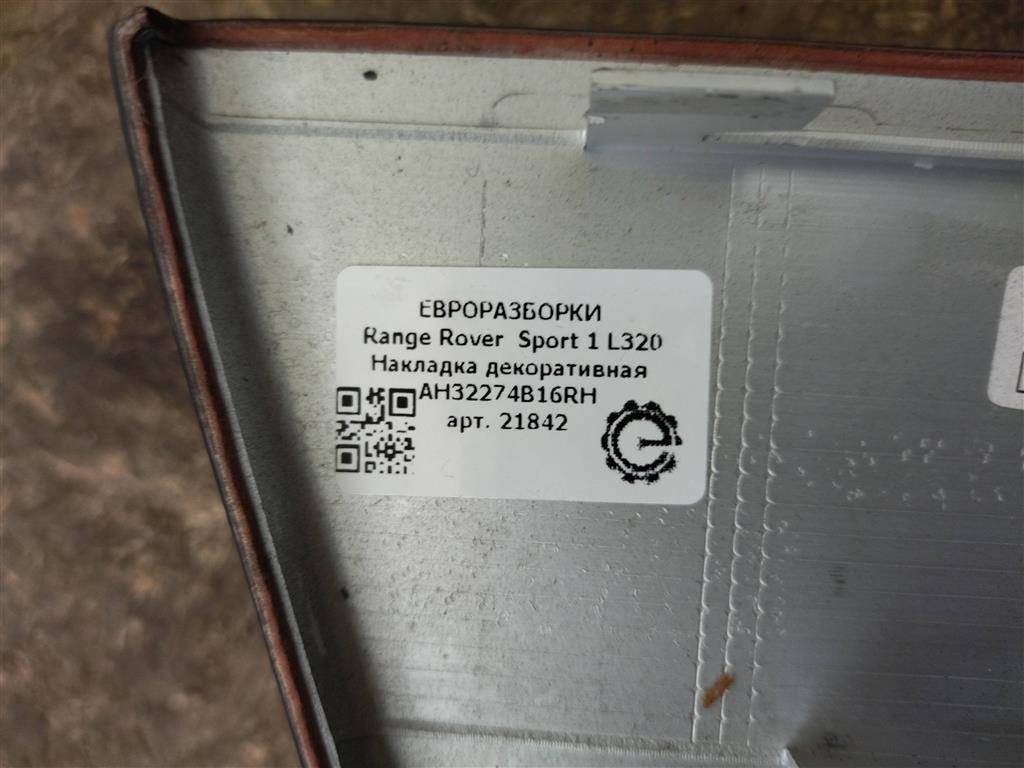 ЕВРОРАЗБОРКИ
Range Rover Sport 1 L320
Накладка декоративная
AH32274B16RH
арт. 21842